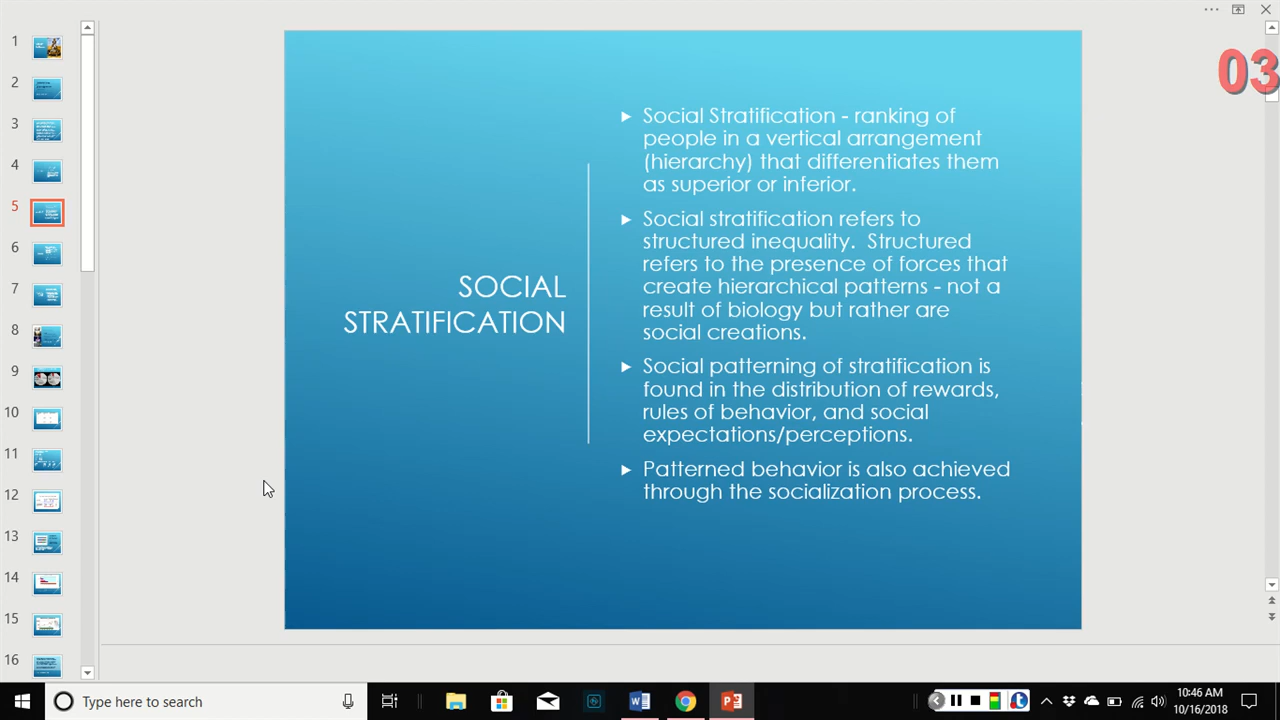 03
1
2
3
4
5
6
7
8
9
10
11
12
13
14
15
16
SOCIAL
STRATIFICATION
▶ Social Stratification - ranking of
people in a vertical arrangement
(hierarchy) that differentiates them
as superior or inferior.
▶ Social stratification refers to
structured inequality.  Structured
refers to the presence of forces that
create hierarchical patterns - not a
result of biology but rather are
social creations.
▶ Social patterning of stratification is
found in the distribution of rewards,
rules of behavior, and social
expectations/perceptions.
▶ Patterned behavior is also achieved
through the socialization process.
Type here to search
10:46 AM
10/16/2018